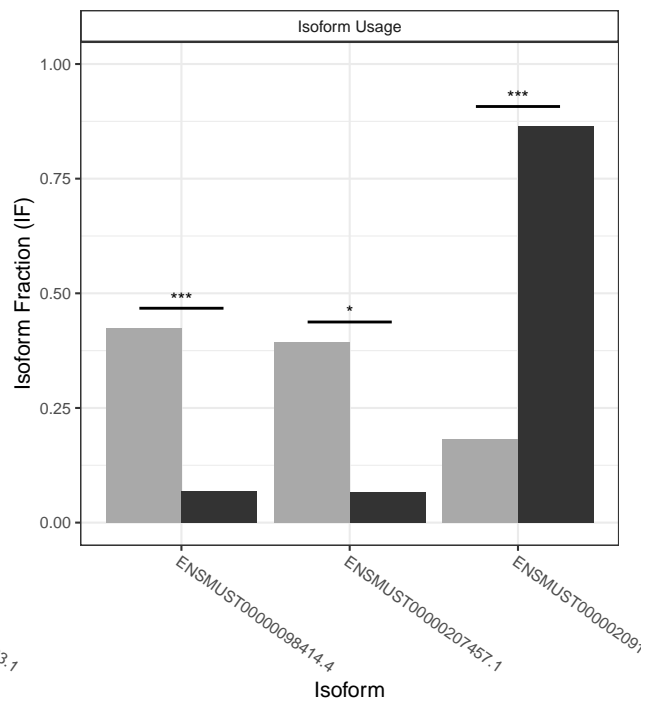 Isoform Usage
1.00
***
0.75
Isoform Fraction (IF)
0.50
***
*
0.25
0.00
ENSMUST00000098414.4
ENSMUST00000207457.1
Isoform